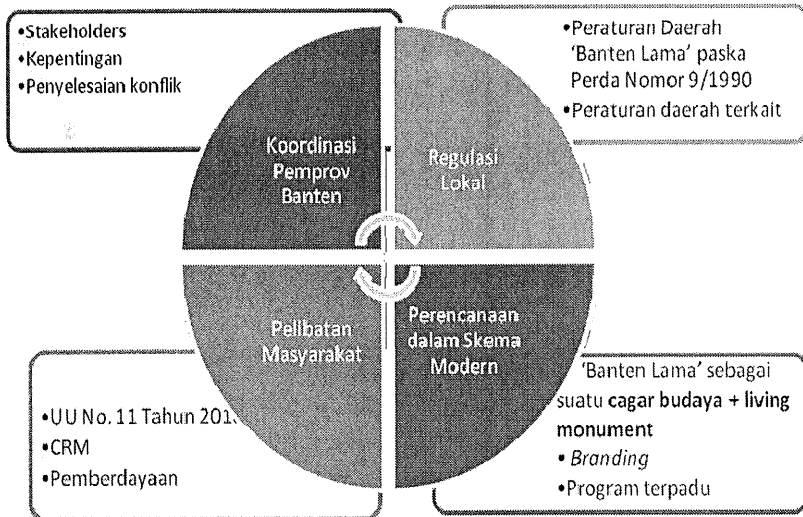 •Stakeholders
•Kepentingan
•Penyelesaian konflik
•Peraturan Daerah
'Banten Lama' paska
Perda Nomor 9/1990
•Peraturan daerah terkait
Koordinasi
Pemprov
Banten
Regulasi
Lokal
Pelibatan
Masyarakat
Perencanaan
dalam Skema
Modern
•UU No. 11 Tahun
•CRM
•Pemberdayaan
'Banten Lama' sebagai
suatu cagar budaya + living
monument
• Branding
•Program terpadu